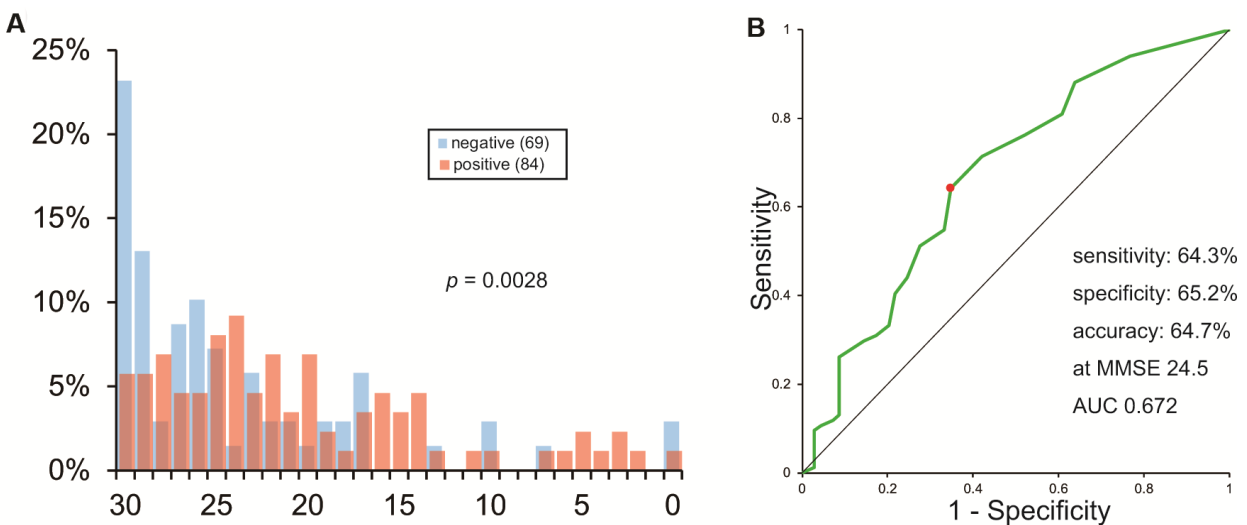 A
25%
20%
15%
10%
5%
0%
negative (69)
positive (84)
p = 0.0028
30 25 20 15 10 5 0
B
1
0.8
0.6
0.4
0.2
0
Sensitivity
sensitivity: 64.3%
specificity: 65.2%
accuracy: 64.7%
at MMSE 24.5
AUC 0.672
0 0.2 0.4 0.6 0.8 1
1 - Specificity